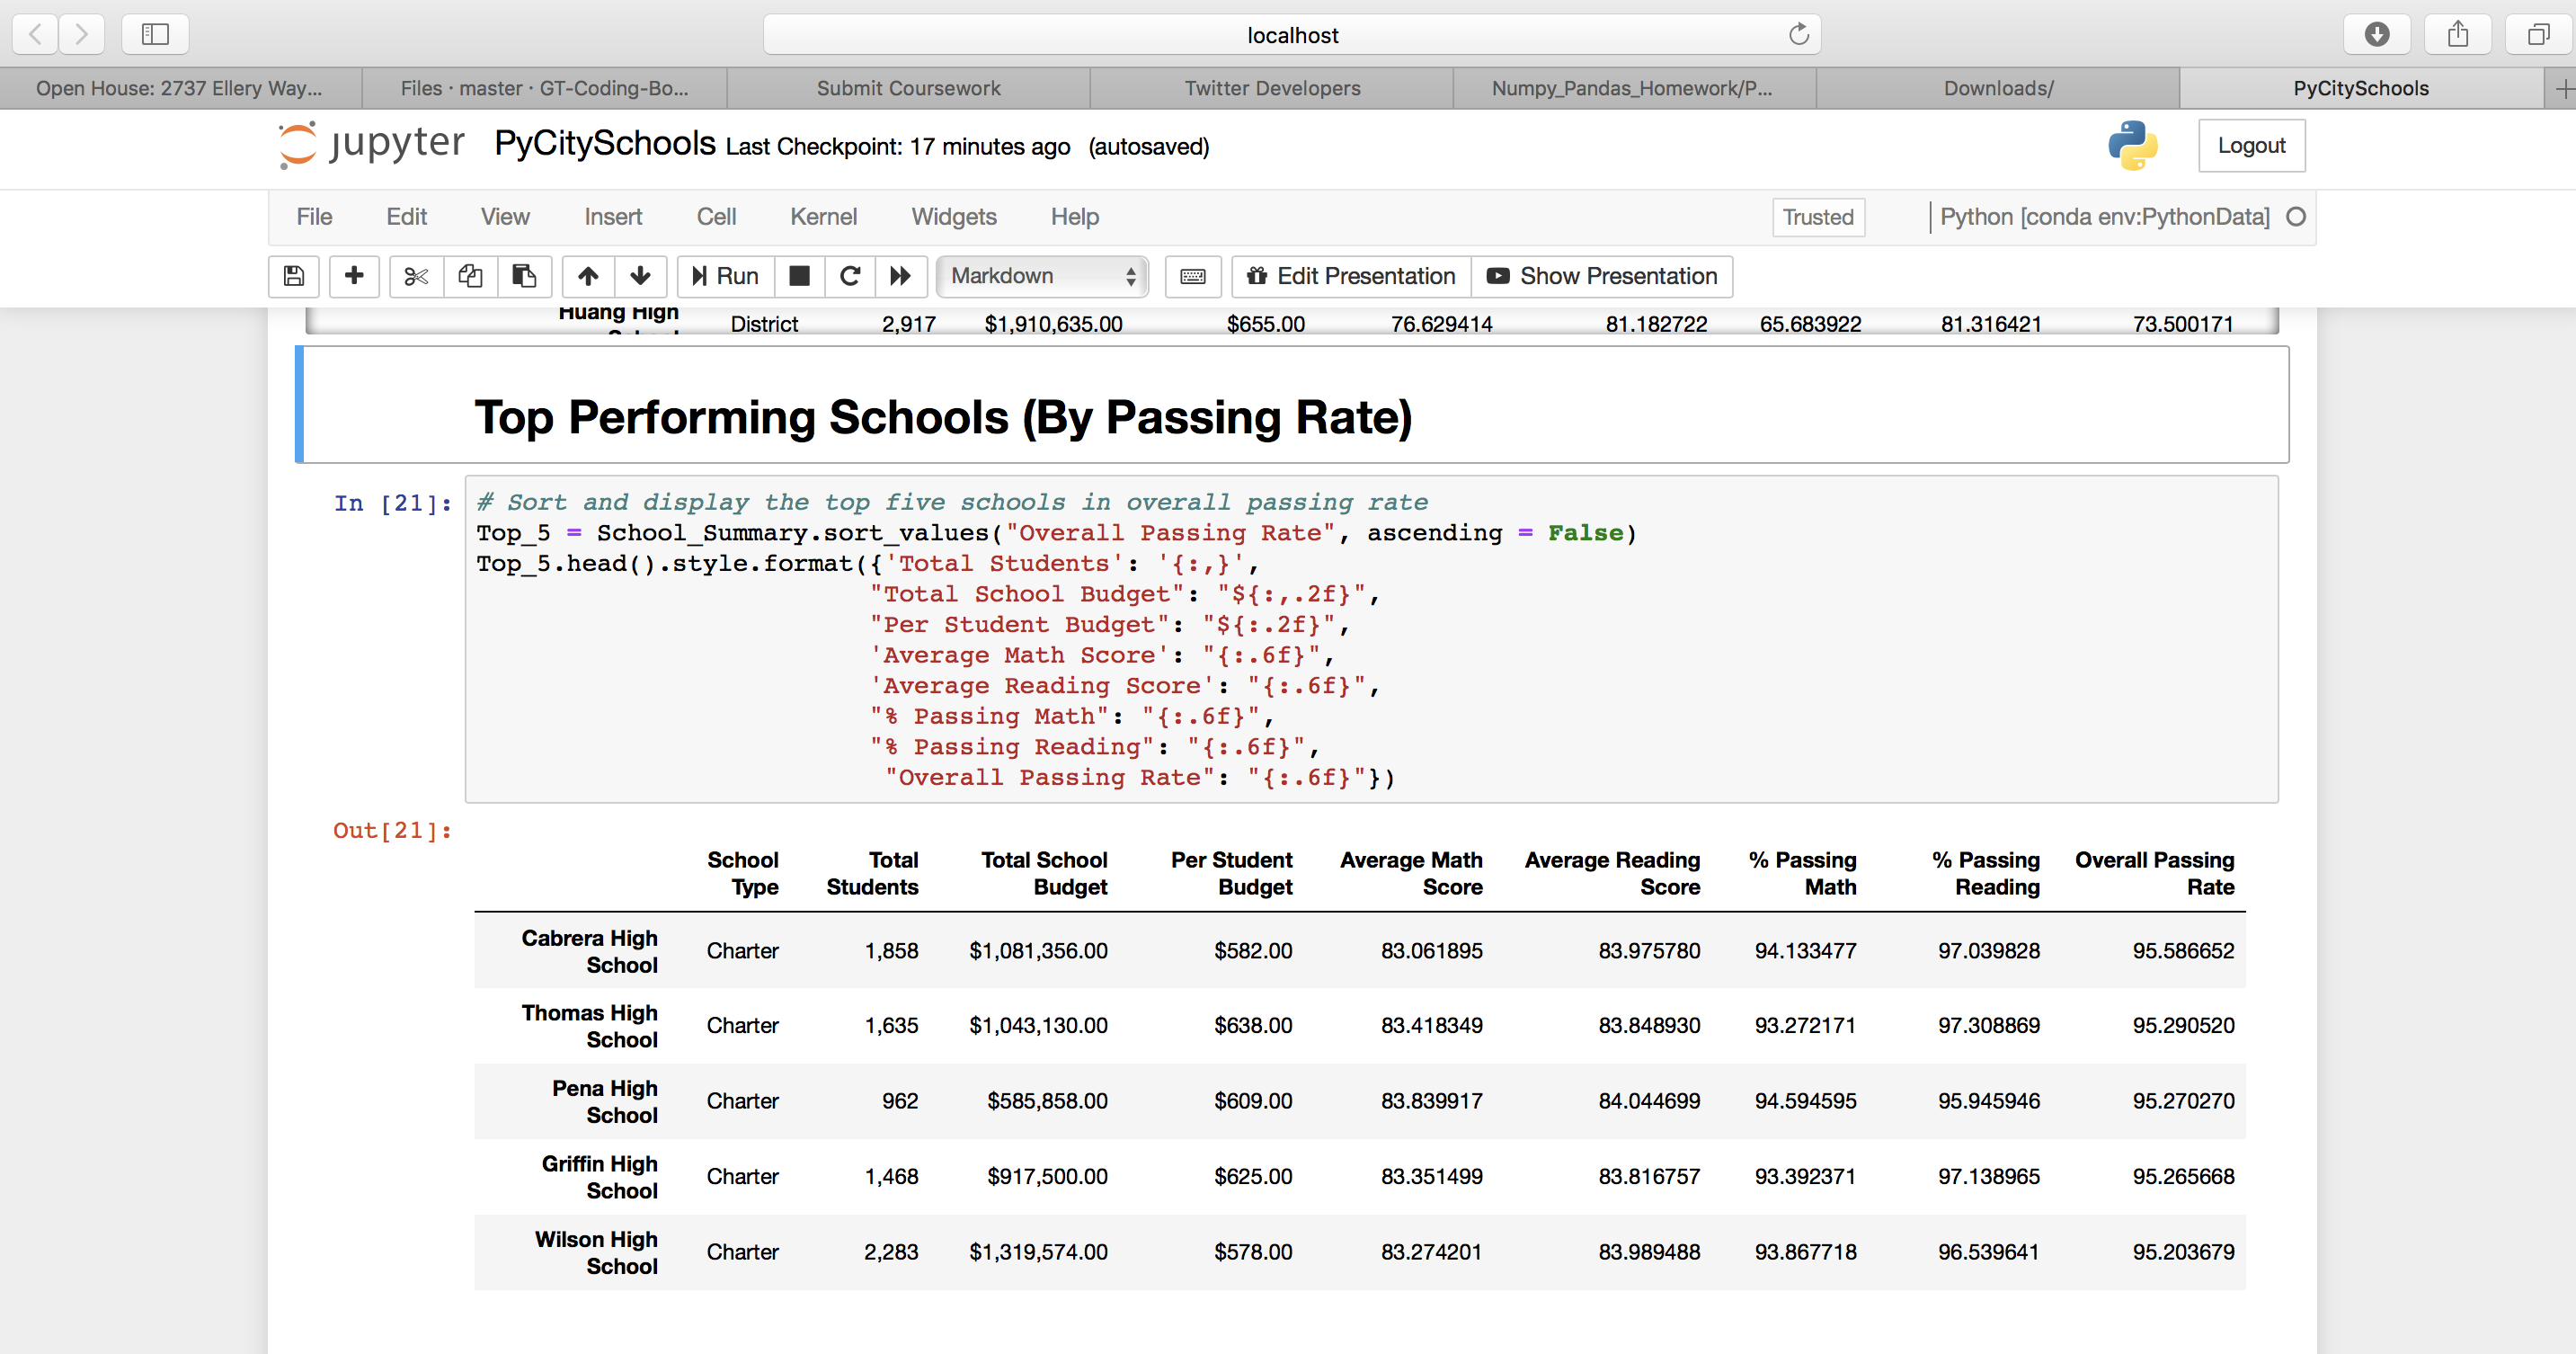 localhost
Open House: 2737 Ellery Way...
Files · master · GT-Coding-Bo...
Submit Coursework
Twitter Developers
Numpy_Pandas_Homework/P...
Downloads/
PyCitySchools
jupyter PyCitySchools Last Checkpoint: 17 minutes ago (autosaved)
Logout
File Edit View Insert Cell Kernel Widgets Help
Trusted
Python [conda env:PythonData]
Run
Markdown
Edit Presentation
Show Presentation
Huang High School District 2,917 $1,910,635.00 $655.00 76.629414 81.182722 65.683922 81.316421 73.500171
Top Performing Schools (By Passing Rate)
In [21]:
# Sort and display the top five schools in overall passing rate
Top_5 = School_Summary.sort_values("Overall Passing Rate", ascending = False)
Top_5.head().style.format({'Total Students': '{:,}',
"Total School Budget": "${:,.2f}",
"Per Student Budget": "${:.2f}",
'Average Math Score': "{:.6f}",
'Average Reading Score': "{:.6f}",
"% Passing Math": "{:.6f}",
"% Passing Reading": "{:.6f}",
"Overall Passing Rate": "{:.6f}"})
Out[21]:
School Type Total Students Total School Budget Per Student Budget Average Math Score Average Reading Score % Passing Math % Passing Reading Overall Passing Rate
Cabrera High School Charter 1,858 $1,081,356.00 $582.00 83.061895 83.975780 94.133477 97.039828 95.586652
Thomas High School Charter 1,635 $1,043,130.00 $638.00 83.418349 83.848930 93.272171 97.308869 95.290520
Pena High School Charter 962 $585,858.00 $609.00 83.839917 84.044699 94.594595 95.945946 95.270270
Griffin High School Charter 1,468 $917,500.00 $625.00 83.351499 83.816757 93.392371 97.138965 95.265668
Wilson High School Charter 2,283 $1,319,574.00 $578.00 83.274201 83.989488 93.867718 96.539641 95.203679